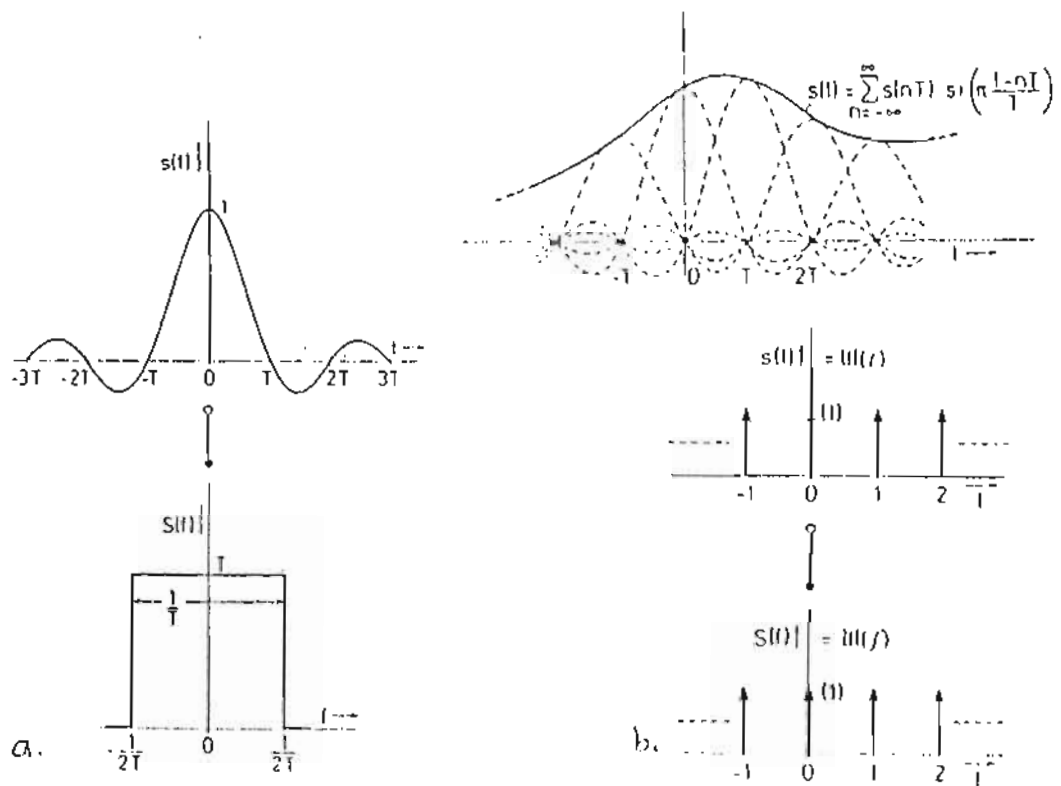 s(t)
1
t
-3T -2T -T 0 T 2T 3T
S(f)
T
1/T
f
a.
-1/2T 0 1/2T
s(t) = ∑ s(nT) si(π t-nT/T)
n=-∞
∞
-T 0 T 2T
t
s(t) = Ш(t)
(1)
-1 0 1 2
t
S(f) = Ш(f)
(1)
b.
-1 0 1 2
f